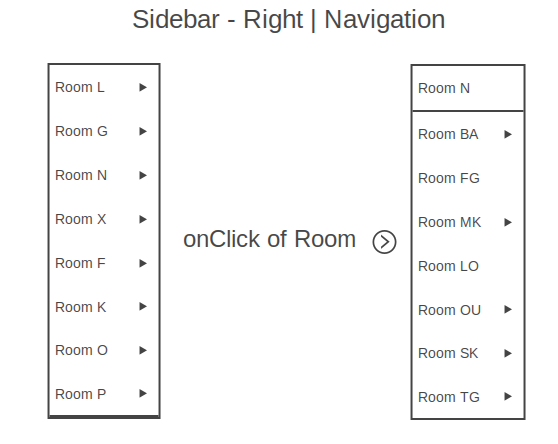 Sidebar - Right | Navigation
Room L
Room G
Room N
Room X
Room F
Room K
Room O
Room P
onClick of Room
Room N
Room BA
Room FG
Room MK
Room LO
Room OU
Room SK
Room TG